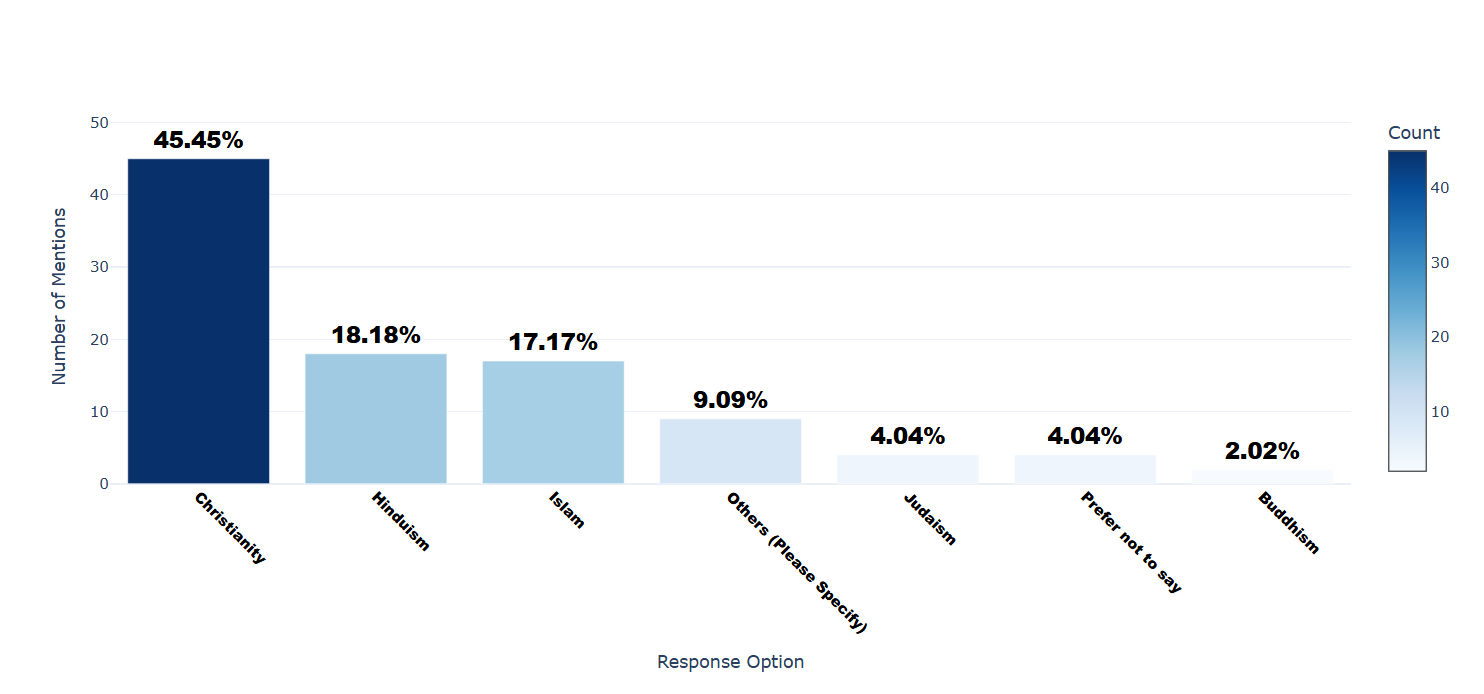 50
40
30
20
10
0
Number of Mentions
45.45%
18.18%
17.17%
9.09%
4.04%
4.04%
2.02%
Christianity
Hinduism
Islam
Others (Please Specify)
Judaism
Prefer not to say
Buddhism
Response Option
Count
40
30
20
10